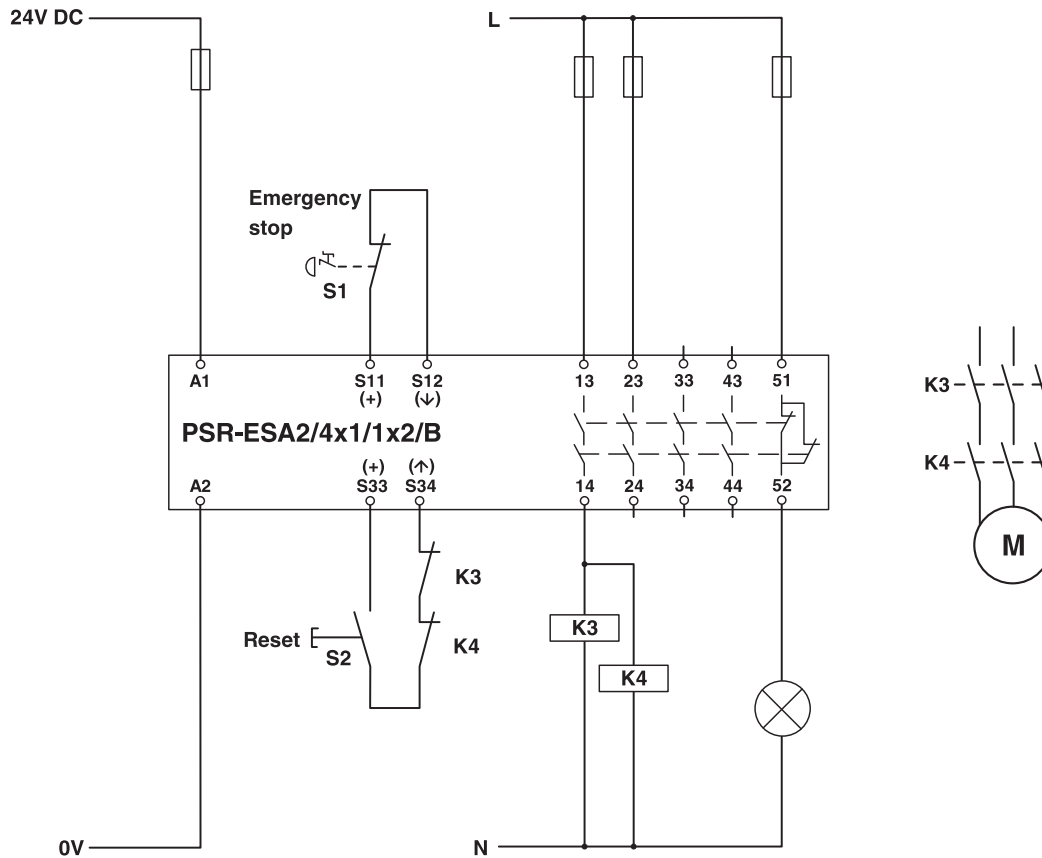 24V DC
L
Emergency
stop
S1
A1
S11
S12
13
23
33
43
51
(+)
(↓)
PSR-ESA2/4x1/1x2/B
(+)
(↑)
A2
S33
S34
14
24
34
44
52
K3
K4
M
K3
Reset
S2
K4
K3
K4
0V
N